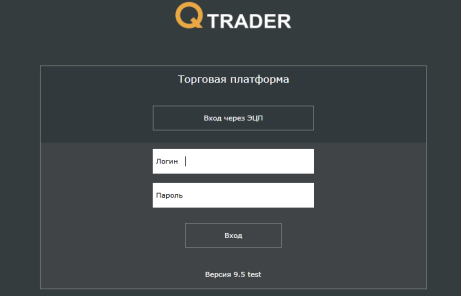 QTRADER
Торговая платформа
Вход через ЭЦП
Логин
Пароль
Вход
Версия 9.5 test